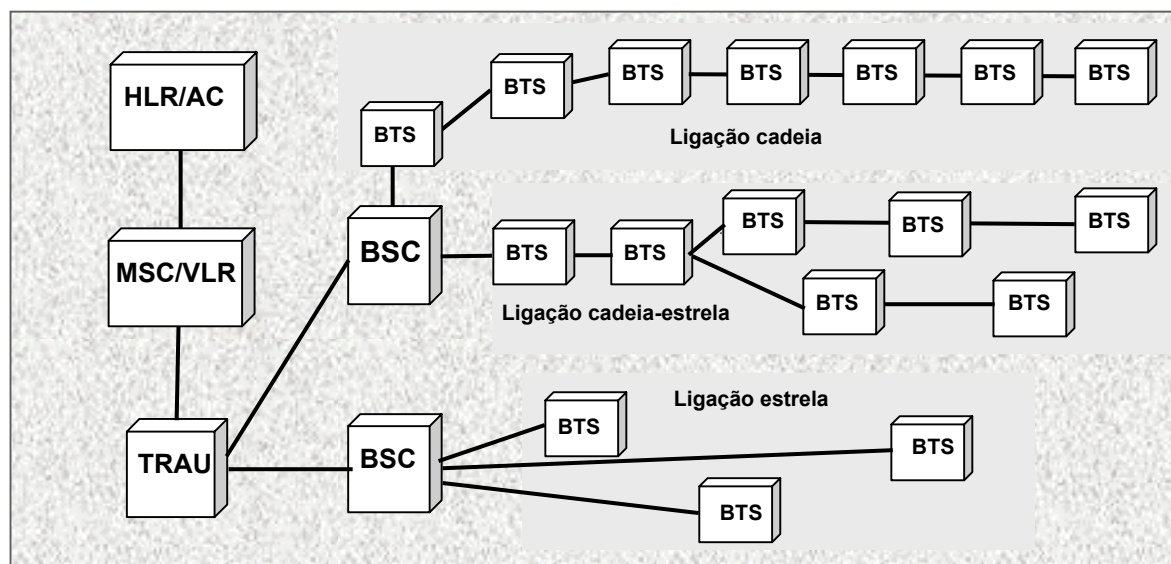 HLR/AC
MSC/VLR
TRAU
BTS
BTS
BTS
BTS
BTS
BTS
BTS
Ligação cadeia
BSC
BTS
BTS
BTS
BTS
BTS
BTS
BTS
Ligação cadeia-estrela
BSC
Ligação estrela
BTS
BTS
BTS